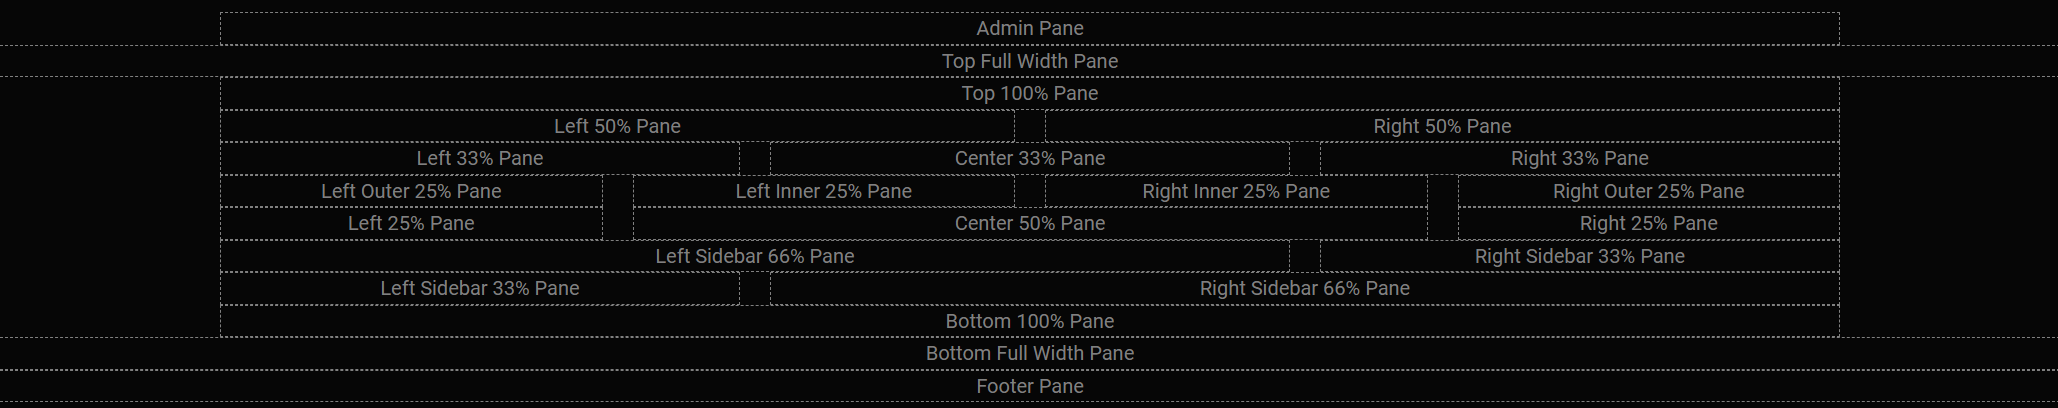 Admin Pane
Top Full Width Pane
Top 100% Pane
Left 50% Pane Right 50% Pane
Left 33% Pane Center 33% Pane Right 33% Pane
Left Outer 25% Pane Left Inner 25% Pane Right Inner 25% Pane Right Outer 25% Pane
Left 25% Pane Center 50% Pane Right 25% Pane
Left Sidebar 66% Pane Right Sidebar 33% Pane
Left Sidebar 33% Pane Right Sidebar 66% Pane
Bottom 100% Pane
Bottom Full Width Pane
Footer Pane